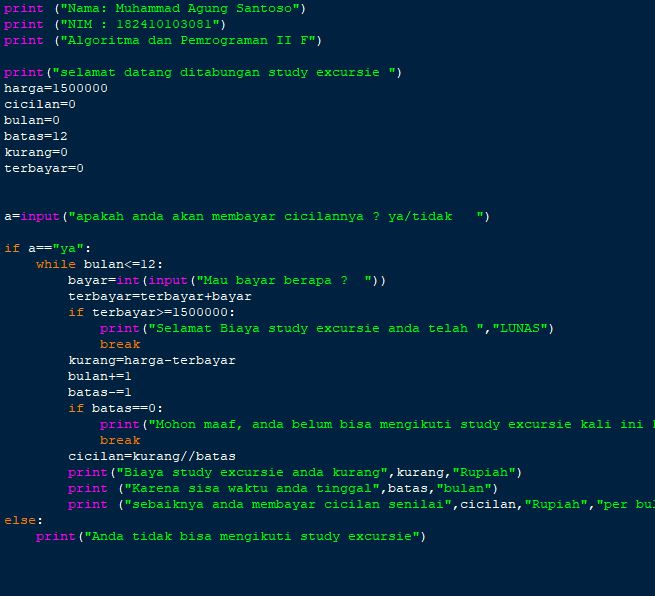 print ("Nama: Muhammad Agung Santoso")
print ("NIM : 182410103081")
print ("Algoritma dan Pemrograman II F")
print("selamat datang ditabungan study excursie ")
harga=1500000
cicilan=0
bulan=0
batas=12
kurang=0
terbayar=0
a=input("apakah anda akan membayar cicilannya ? ya/tidak   ")
if a=="ya":
    while bulan<=12:
        bayar=int(input("Mau bayar berapa ?  "))
        terbayar=terbayar+bayar
        if terbayar>=1500000:
            print("Selamat Biaya study excursie anda telah ","LUNAS")
            break
        kurang=harga-terbayar
        bulan+=1
        batas-=1
        if batas==0:
            print("Mohon maaf, anda belum bisa mengikuti study excursie kali ini
            break
        cicilan=kurang//batas
        print("Biaya study excursie anda kurang",kurang,"Rupiah")
        print ("Karena sisa waktu anda tinggal",batas,"bulan")
        print ("sebaiknya anda membayar cicilan senilai",cicilan,"Rupiah","per bul
else:
    print("Anda tidak bisa mengikuti study excursie")